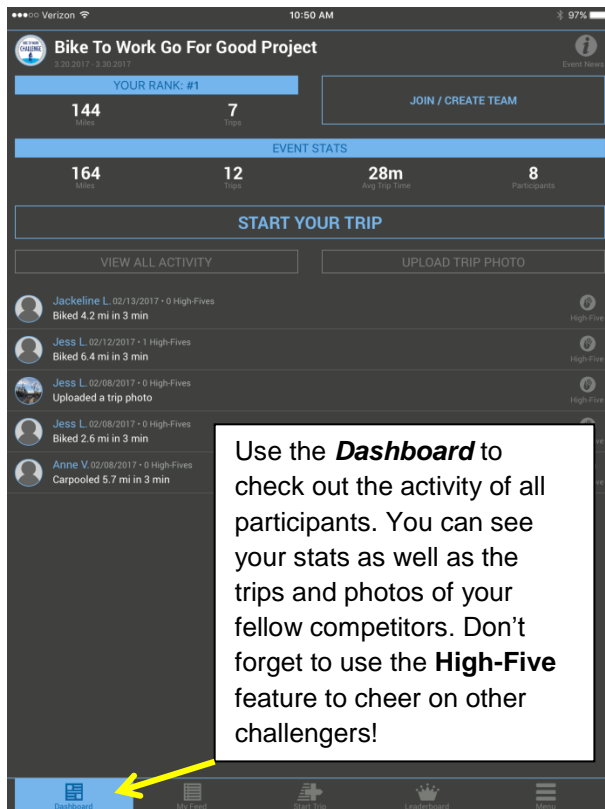 Verizon 10:50 AM 97%
Bike To Work Go For Good Project
3.20.2017 - 3.30.2017
Event News
YOUR RANK: #1
144 7
Miles Trips
JOIN / CREATE TEAM
EVENT STATS
164 12 28m 8
Miles Trips Avg Trip Time Participants
START YOUR TRIP
VIEW ALL ACTIVITY UPLOAD TRIP PHOTO
Jackeline L. 02/13/2017 • 0 High-Fives
Biked 4.2 mi in 3 min
High-Five
Jess L. 02/12/2017 • 1 High-Fives
Biked 6.4 mi in 3 min
High-Five
Jess L. 02/08/2017 • 0 High-Fives
Uploaded a trip photo
High-Five
Jess L. 02/08/2017 • 0 High-Fives
Biked 2.6 mi in 3 min
Anne V. 02/08/2017 • 0 High-Fives
Carpooled 5.7 mi in 3 min
Use the Dashboard to
check out the activity of all
participants. You can see
your stats as well as the
trips and photos of your
fellow competitors. Don't
forget to use the High-Five
feature to cheer on other
challengers!
Dashboard My Feed Start Trip Leaderboard Menu